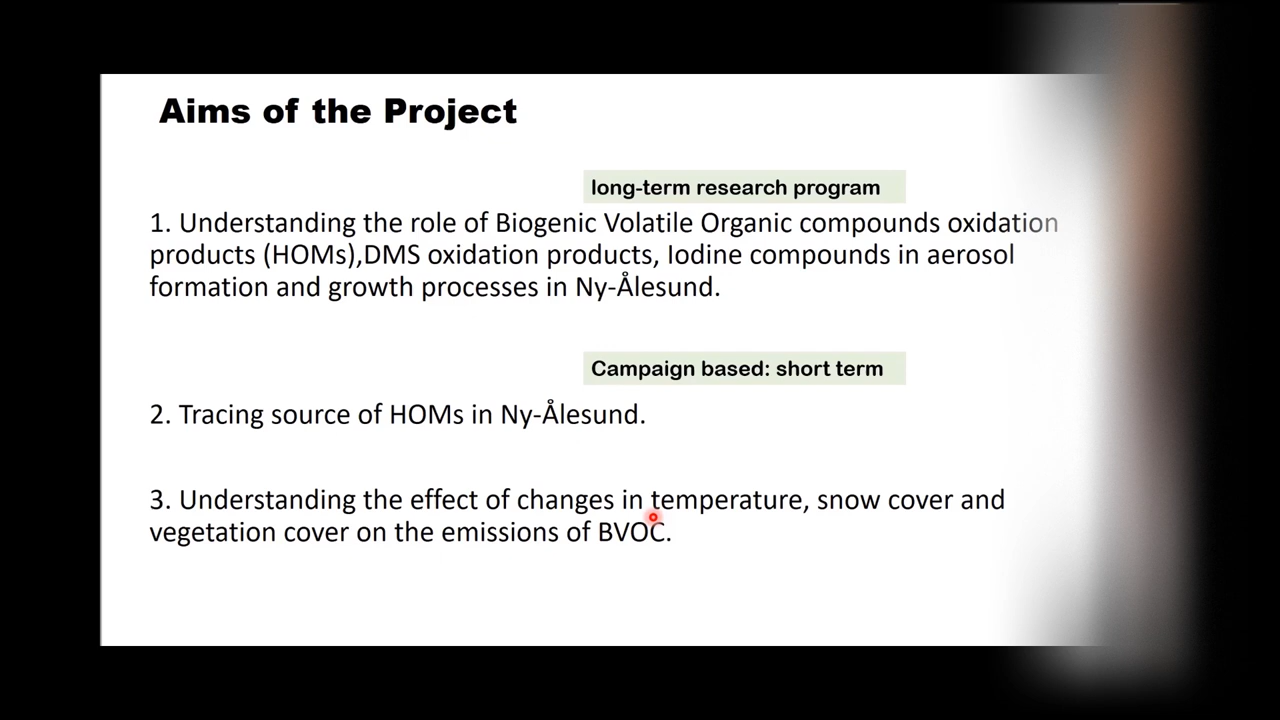 Aims of the Project
long-term research program
1. Understanding the role of Biogenic Volatile Organic compounds oxidation
products (HOMs),DMS oxidation products, Iodine compounds in aerosol
formation and growth processes in Ny-Ålesund.
Campaign based: short term
2. Tracing source of HOMs in Ny-Ålesund.
3. Understanding the effect of changes in temperature, snow cover and
vegetation cover on the emissions of BVOC.